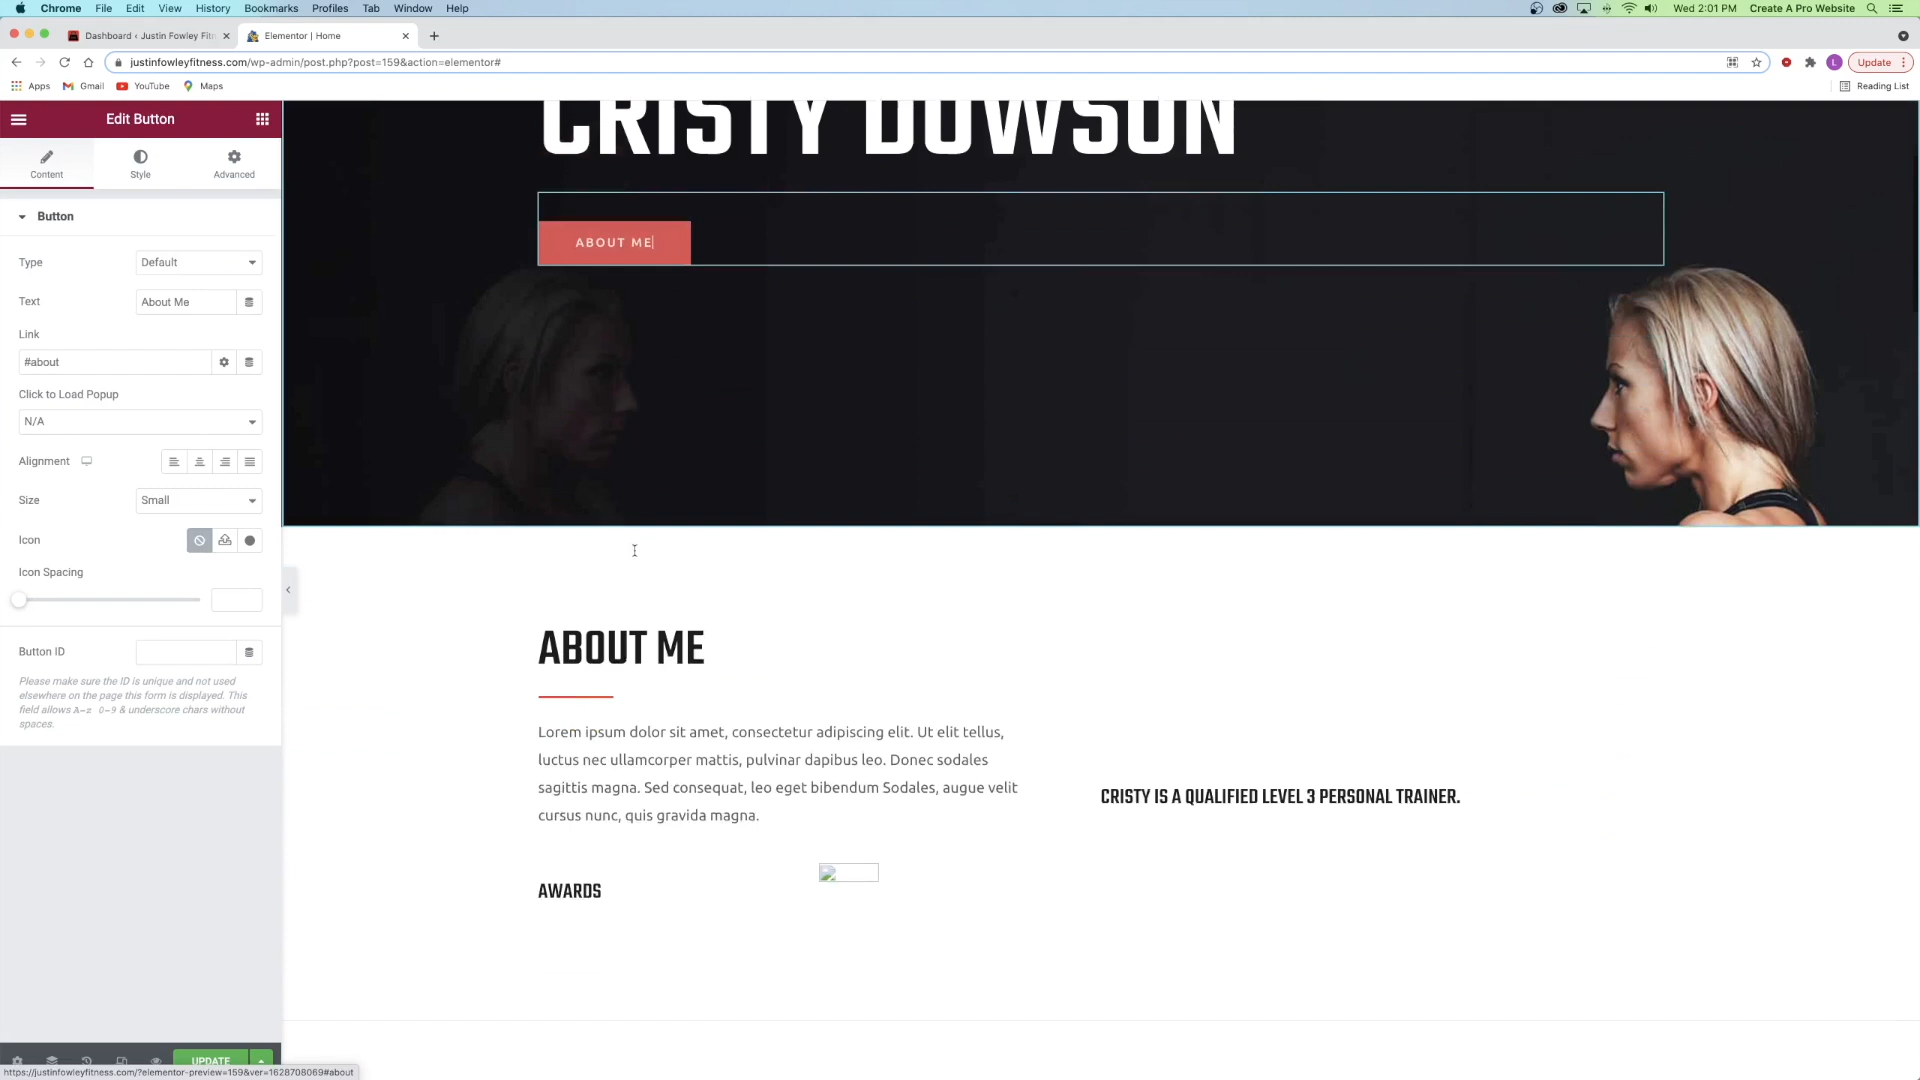 Chrome File Edit View History Bookmarks Profiles Tab Window Help
Wed 2:01 PM Create A Pro Website
Dashboard ‹ Justin Fowley Fitn
Elementor | Home
justinfowleyfitness.com/wp-admin/post.php?post=159&action=elementor#
L
Update
Apps Gmail YouTube Maps
Reading List
Edit Button
Content Style Advanced
Button
Type Default
Text About Me
Link
#about
Click to Load Popup
N/A
Alignment
Size Small
Icon
Icon Spacing
Button ID
Please make sure the ID is unique and not used
elsewhere on the page this form is displayed. This
field allows A-z 0-9 & underscore chars without
spaces.
UPDATE
https://justinfowleyfitness.com/?elementor-preview=159&ver=1628708069#about
CRISTY DOWSON
ABOUT ME
ABOUT ME
Lorem ipsum dolor sit amet, consectetur adipiscing elit. Ut elit tellus,
luctus nec ullamcorper mattis, pulvinar dapibus leo. Donec sodales
sagittis magna. Sed consequat, leo eget bibendum Sodales, augue velit
cursus nunc, quis gravida magna.
CRISTY IS A QUALIFIED LEVEL 3 PERSONAL TRAINER.
AWARDS